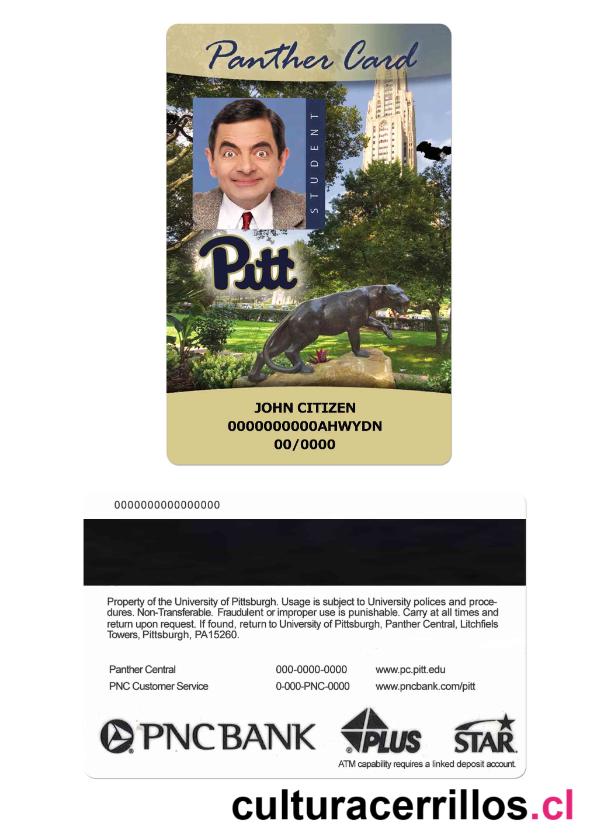 Panther Card
STUDENT
Pitt
JOHN CITIZEN
0000000000AHWYDN
00/0000
0000000000000000
Property of the University of Pittsburgh. Usage is subject to University polices and proce-
dures. Non-Transferable. Fraudulent or improper use is punishable. Carry at all times and
return upon request. If found, return to University of Pittsburgh, Panther Central, Litchfiels
Towers, Pittsburgh, PA15260.
Panther Central 000-0000-0000 www.pc.pitt.edu
PNC Customer Service 0-000-PNC-0000 www.pncbank.com/pitt
PNC BANK ® PLUS STAR
ATM capability requires a linked deposit account.
culturacerrillos.cl